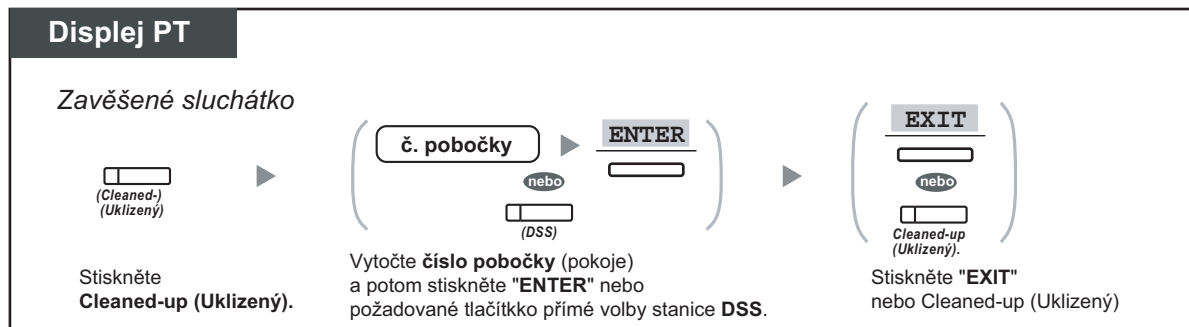 Displej PT
Zavěšené sluchátko
(Cleaned-)
(Uklizený)
Stiskněte
Cleaned-up (Uklizený).
č. pobočky
ENTER
nebo
(DSS)
Vytočte číslo pobočky (pokoje)
a potom stiskněte "ENTER" nebo
požadované tlačítkko přímé volby stanice DSS.
EXIT
nebo
Cleaned-up
(Uklizený).
Stiskněte "EXIT"
nebo Cleaned-up (Uklizený)